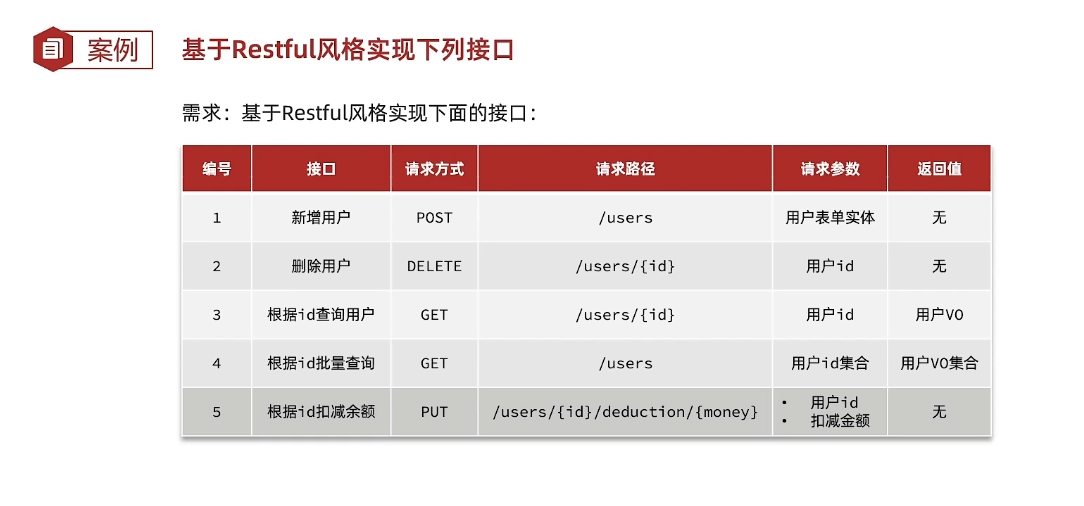 案例
基于Restful风格实现下列接口
需求：基于Restful风格实现下面的接口：
编号 接口 请求方式 请求路径 请求参数 返回值
1 新增用户 POST /users 用户表单实体 无
2 删除用户 DELETE /users/{id} 用户id 无
3 根据id查询用户 GET /users/{id} 用户id 用户VO
4 根据id批量查询 GET /users 用户id集合 用户VO集合
5 根据id扣减余额 PUT /users/{id}/deduction/{money} • 用户id
• 扣减金额 无